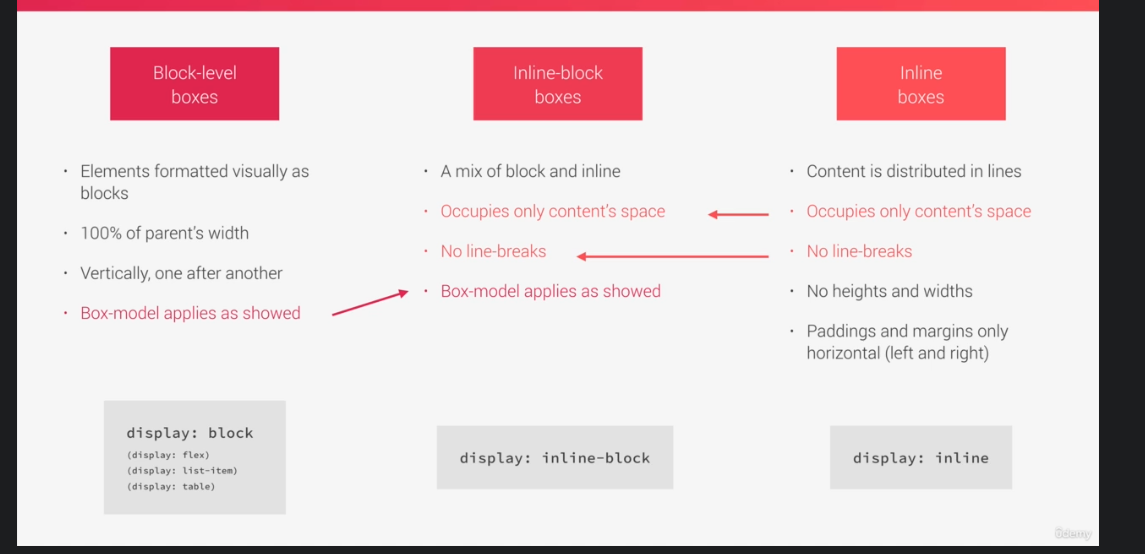 Block-level
boxes
• Elements formatted visually as
blocks
• 100% of parent's width
• Vertically, one after another
• Box-model applies as showed
display: block
(display: flex)
(display: list-item)
(display: table)
Inline-block
boxes
• A mix of block and inline
• Occupies only content's space
• No line-breaks
• Box-model applies as showed
display: inline-block
Inline
boxes
• Content is distributed in lines
• Occupies only content's space
• No line-breaks
• No heights and widths
• Paddings and margins only
horizontal (left and right)
display: inline
ûdemy